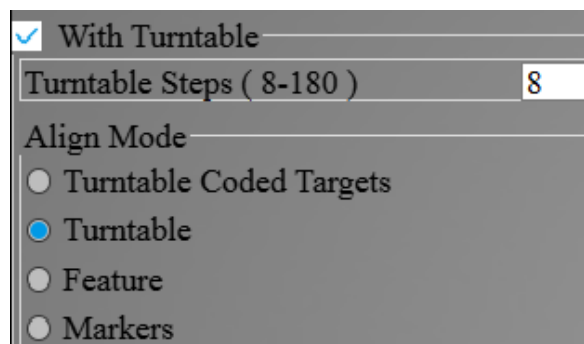 With Turntable
Turntable Steps ( 8-180 ) 8
Align Mode
Turntable Coded Targets
Turntable
Feature
Markers